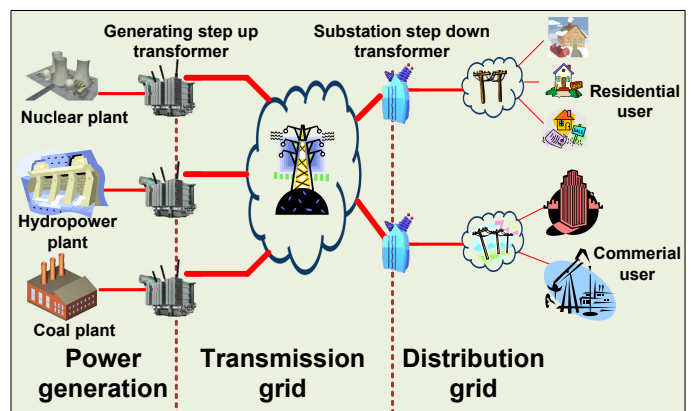 Generating step up
transformer
Substation step down
transformer
Nuclear plant
Residential
user
Hydropower
plant
Commerial
user
Coal plant
Power
generation
Transmission
grid
Distribution
grid